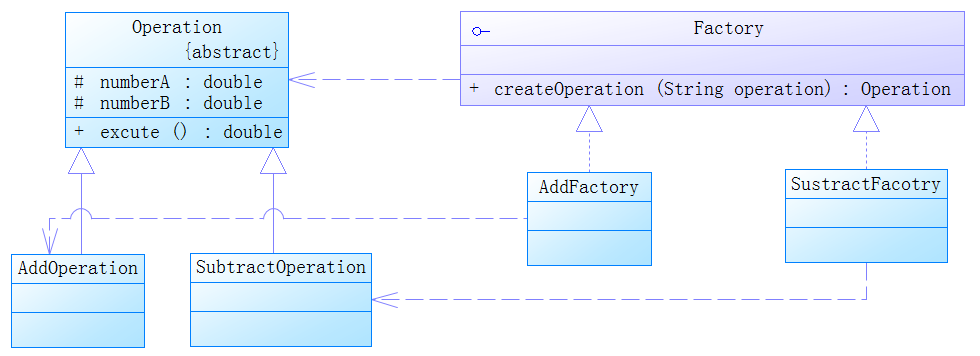 Operation
{abstract}
# numberA : double
# numberB : double
+ excute () : double
Factory
+ createOperation (String operation) : Operation
AddFactory
SustractFacotry
AddOperation
SubtractOperation